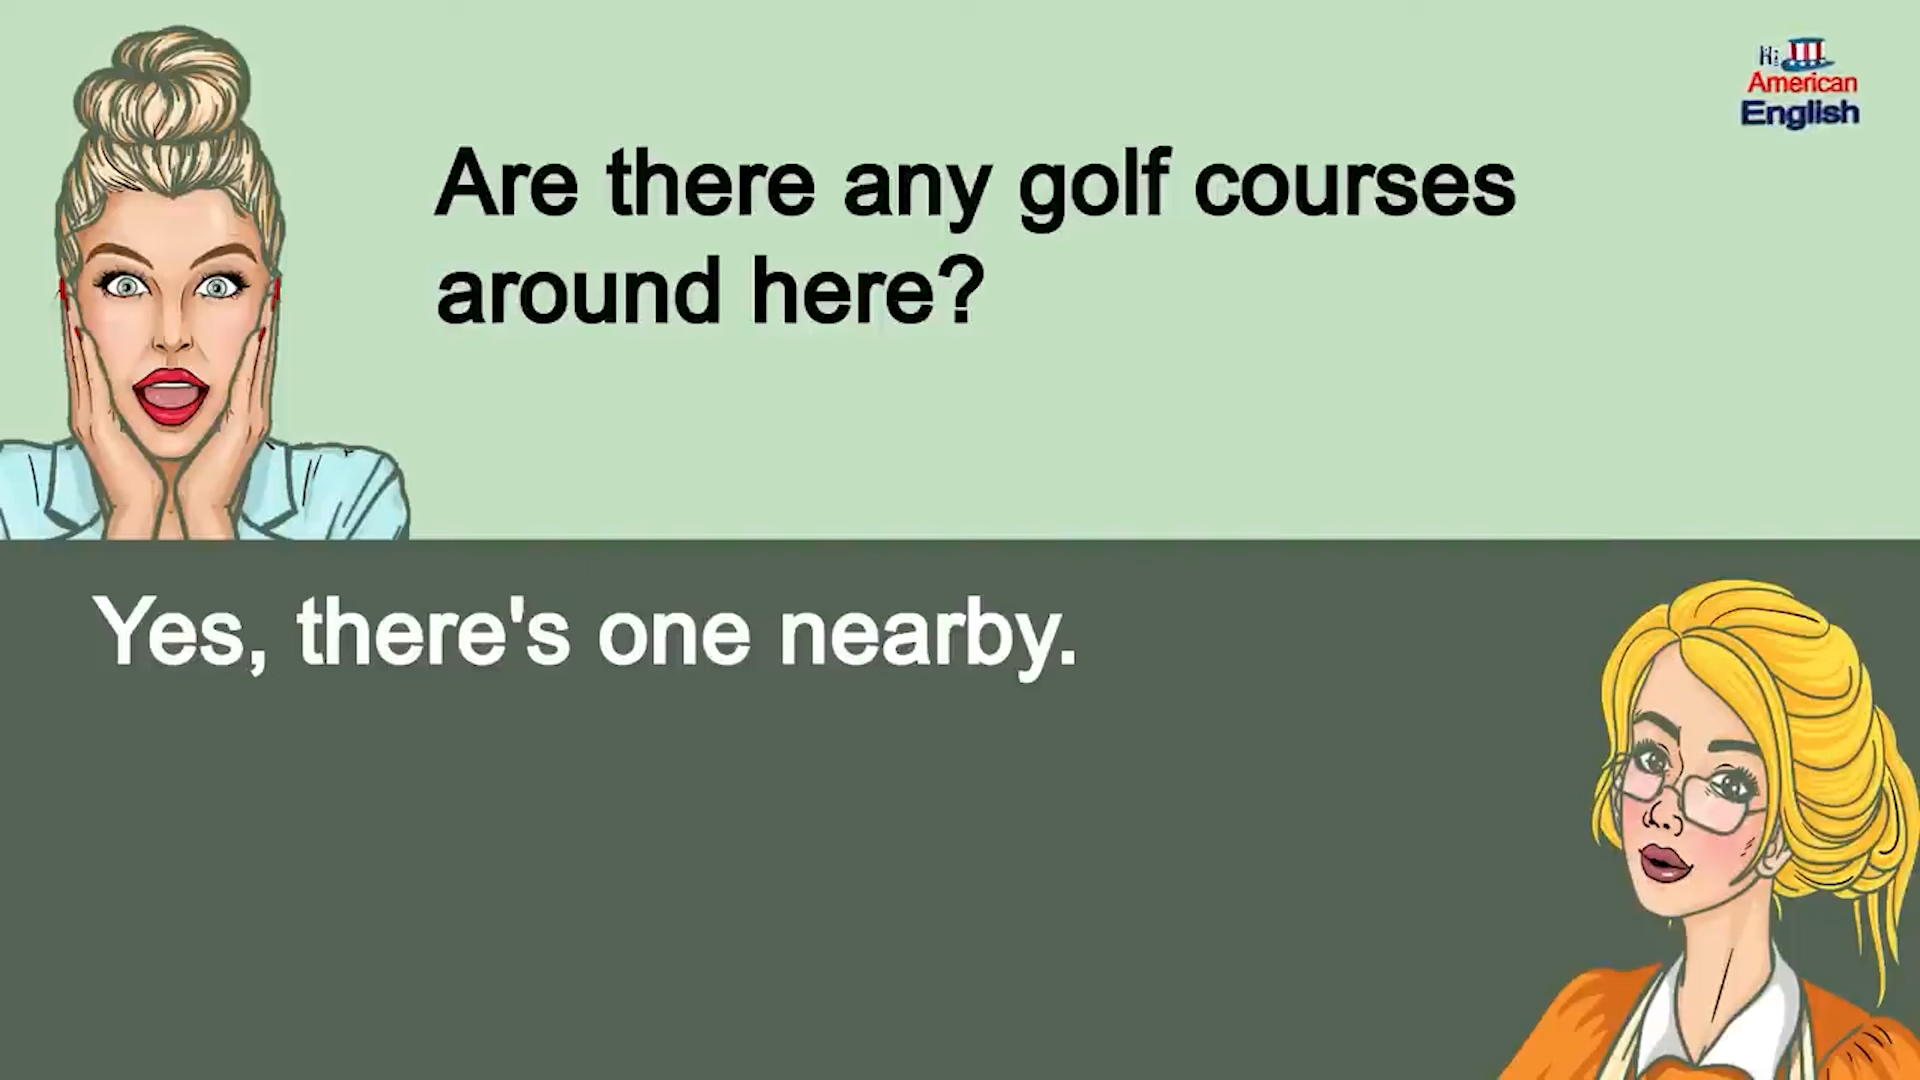 Hi
American
English
Are there any golf courses
around here?
Yes, there's one nearby.